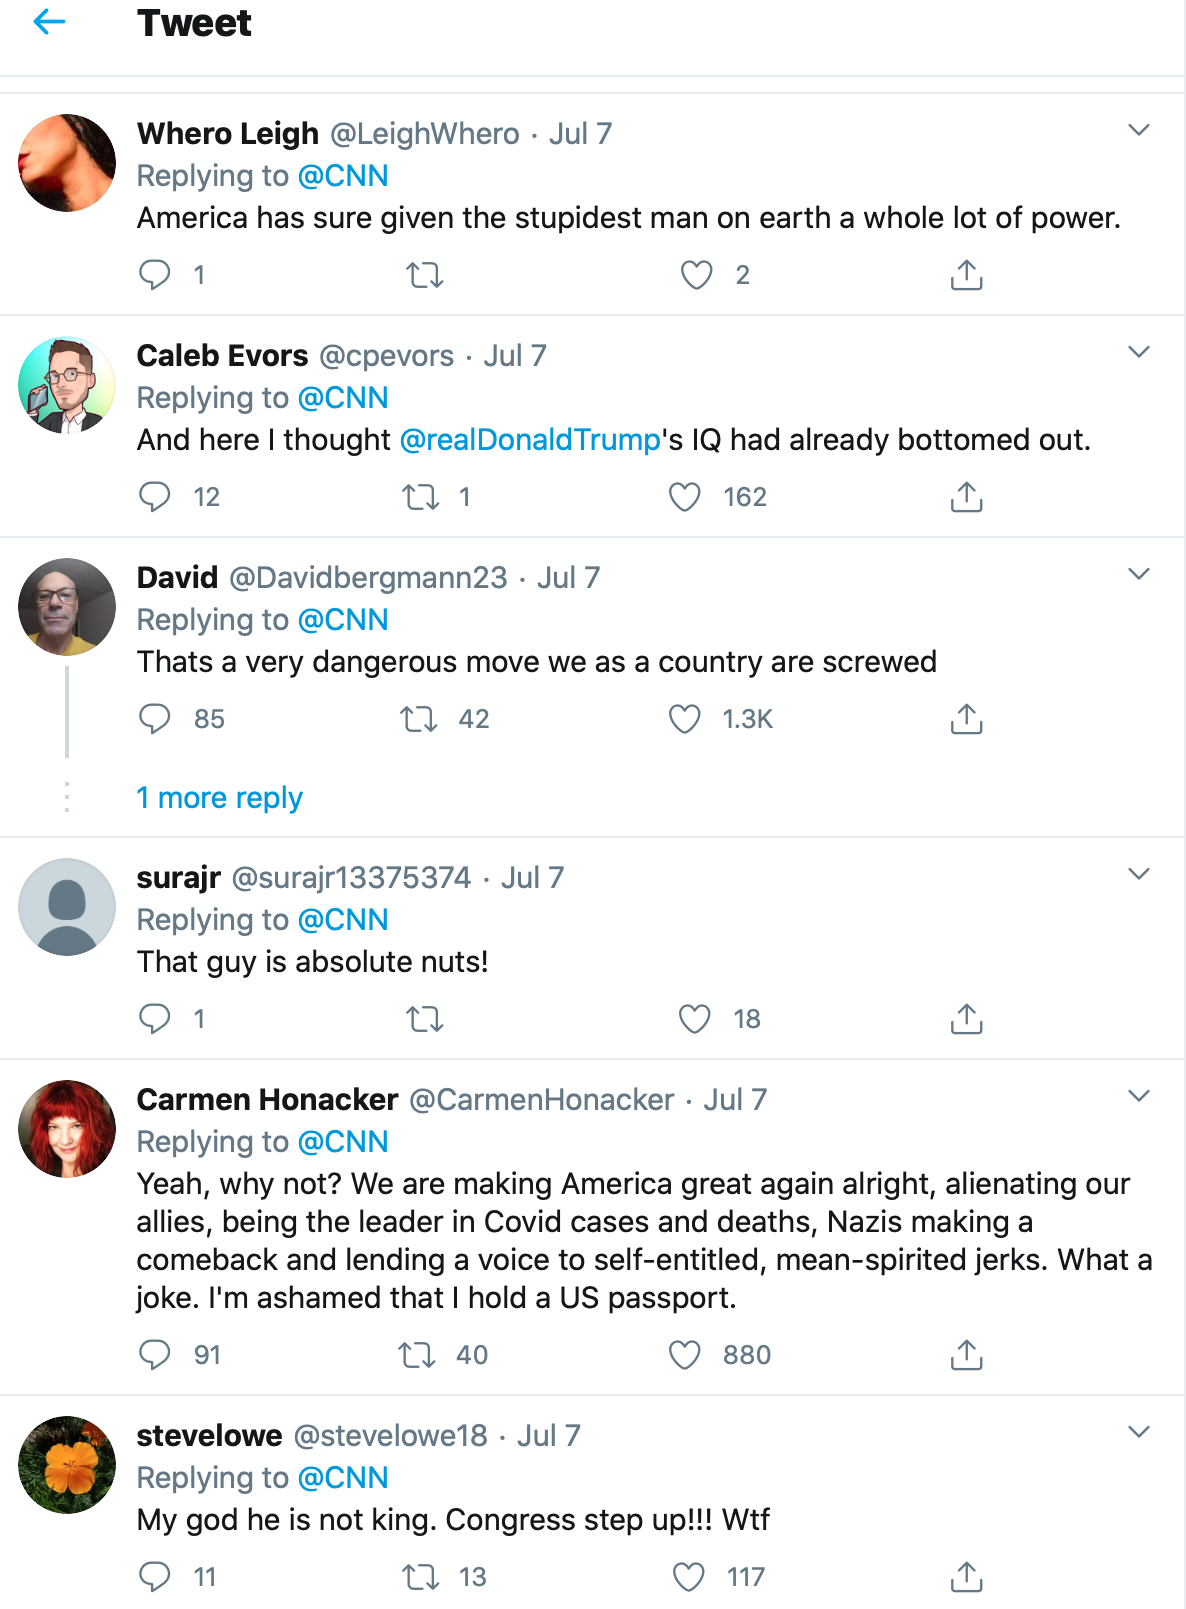 Tweet
Whero Leigh @LeighWhero · Jul 7
Replying to @CNN
America has sure given the stupidest man on earth a whole lot of power.
1 2
Caleb Evors @cpevors · Jul 7
Replying to @CNN
And here I thought @realDonaldTrump's IQ had already bottomed out.
12 1 162
David @Davidbergmann23 · Jul 7
Replying to @CNN
Thats a very dangerous move we as a country are screwed
85 42 1.3K
1 more reply
surajr @surajr13375374 · Jul 7
Replying to @CNN
That guy is absolute nuts!
1 18
Carmen Honacker @CarmenHonacker · Jul 7
Replying to @CNN
Yeah, why not? We are making America great again alright, alienating our
allies, being the leader in Covid cases and deaths, Nazis making a
comeback and lending a voice to self-entitled, mean-spirited jerks. What a
joke. I'm ashamed that I hold a US passport.
91 40 880
stevelowe @stevelowe18 · Jul 7
Replying to @CNN
My god he is not king. Congress step up!!! Wtf
11 13 117